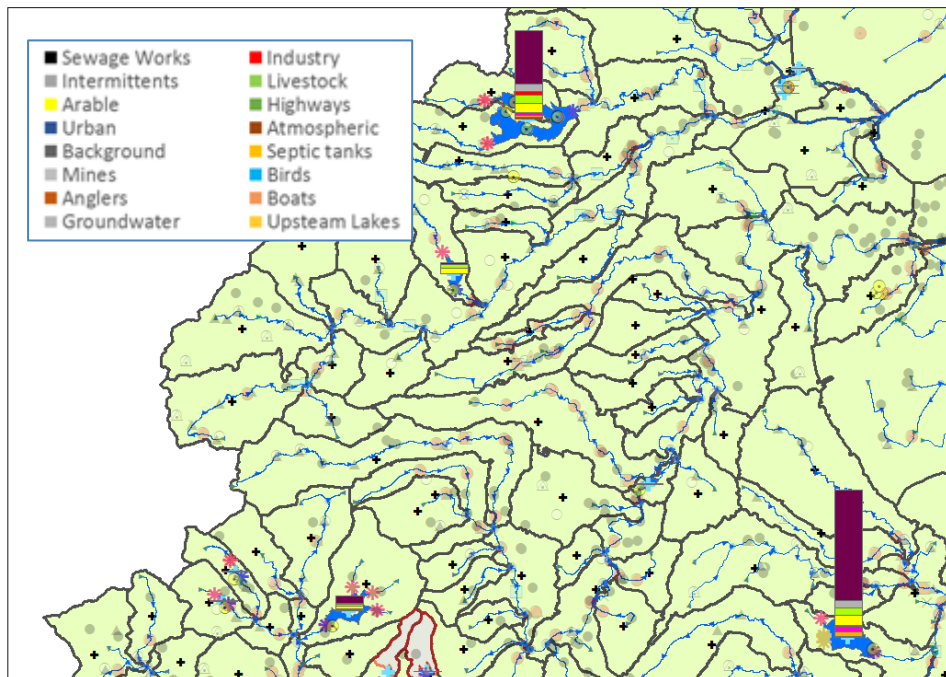 Sewage Works
Industry
Intermittents
Livestock
Arable
Highways
Urban
Atmospheric
Background
Septic tanks
Mines
Birds
Anglers
Boats
Groundwater
Upsteam Lakes